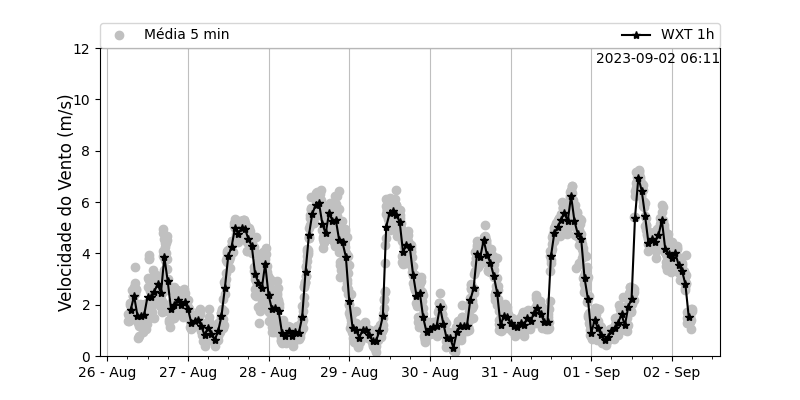 Média 5 min
WXT 1h
2023-09-02 06:11
Velocidade do Vento (m/s)
12
10
8
6
4
2
0
26 - Aug
27 - Aug
28 - Aug
29 - Aug
30 - Aug
31 - Aug
01 - Sep
02 - Sep